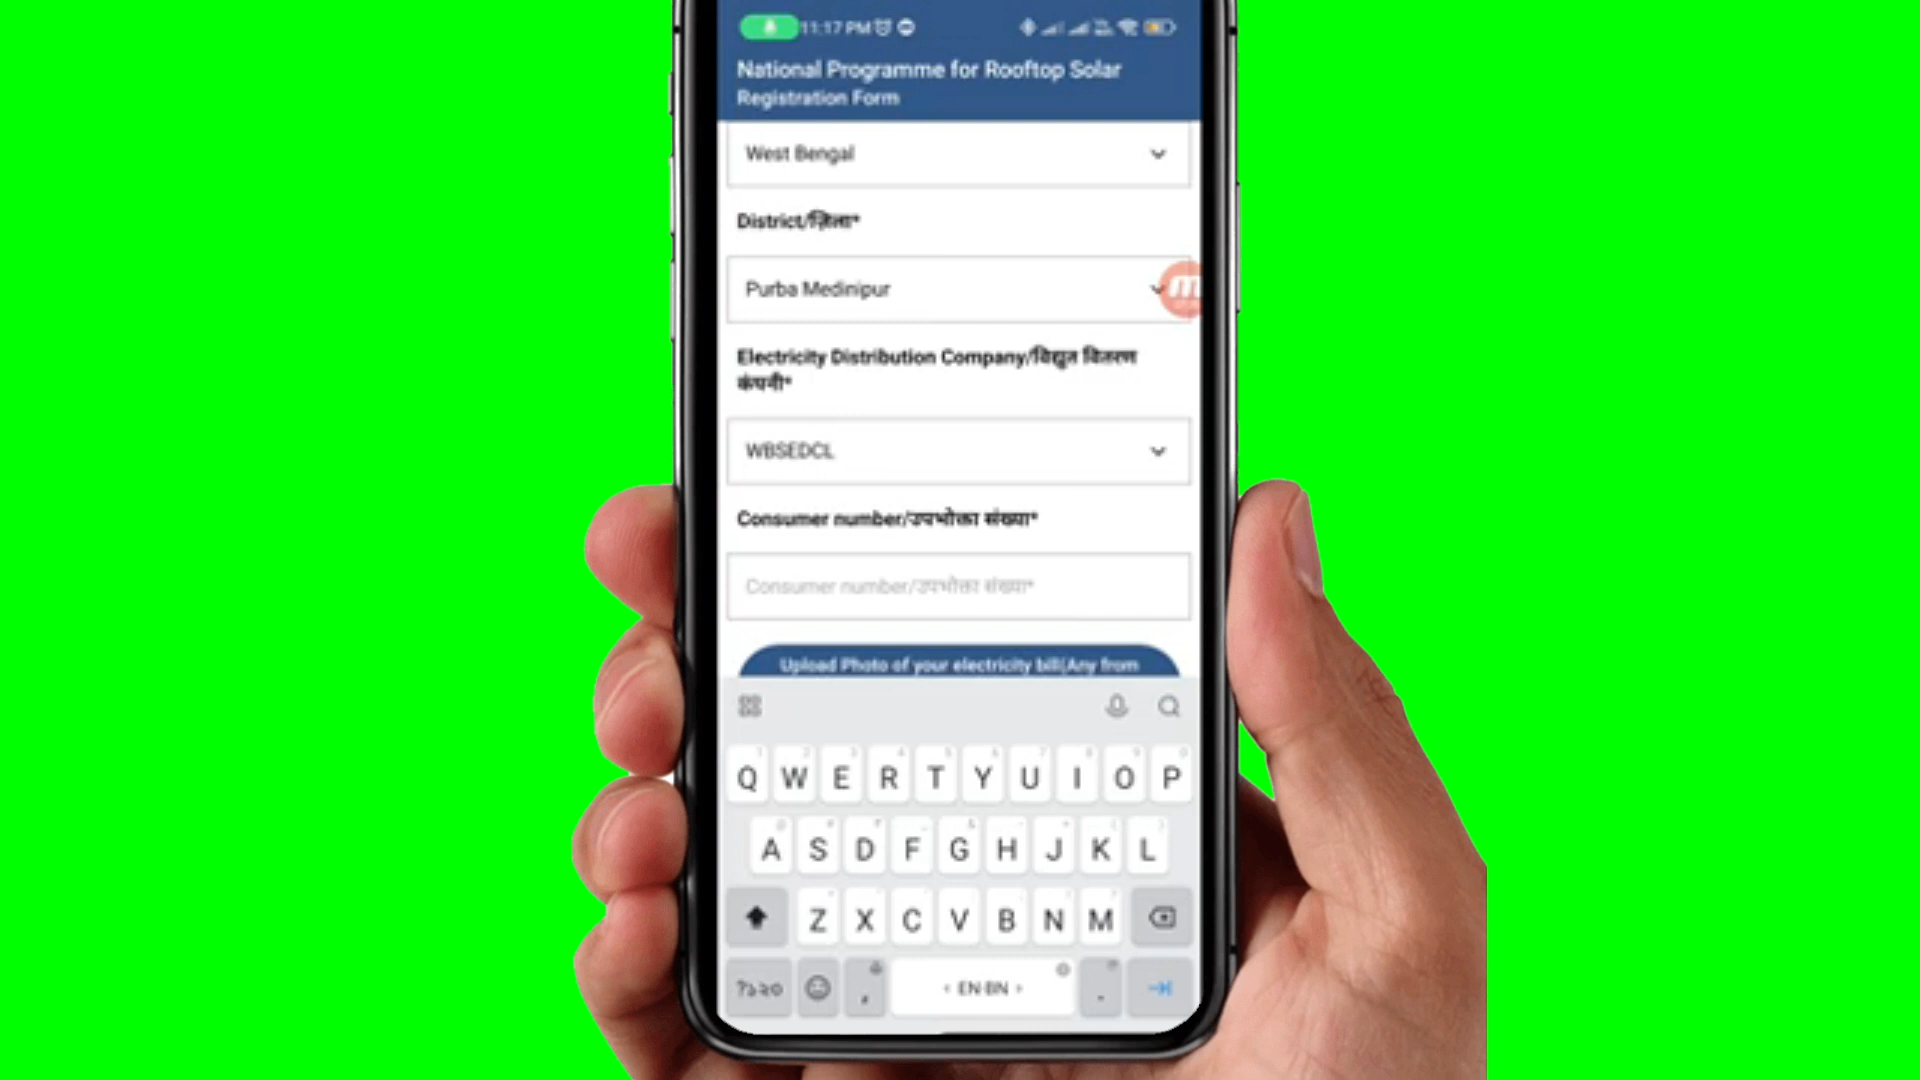 11:17 PM
National Programme for Rooftop Solar
Registration Form
West Bengal
District/ज़िला*
Purba Medinipur
m
Electricity Distribution Company/विद्युत वितरण
कंपनी*
WBSEDCL
Consumer number/उपभोक्ता संख्या*
Consumer number/उपभोक्ता संख्या*
Upload Photo of your electricity bill(Any from
Q W E R T Y U I O P
A S D F G H J K L
Z X C V B N M
?১২৩ , < EN·BN > .